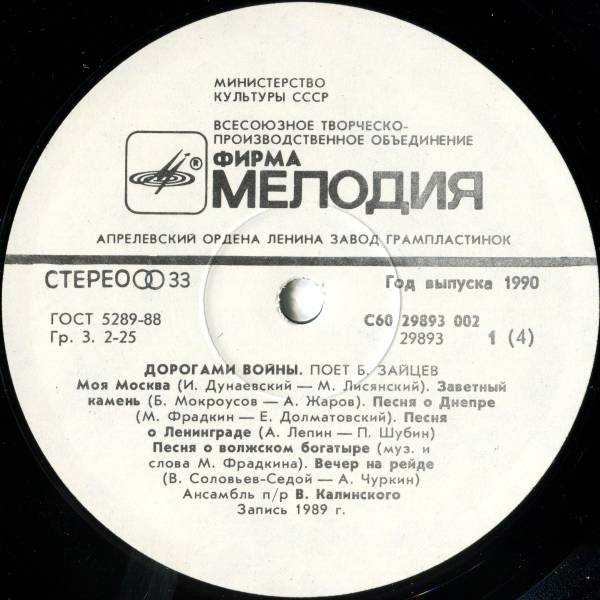 МИНИСТЕРСТВО
КУЛЬТУРЫ СССР
ВСЕСОЮЗНОЕ ТВОРЧЕСКО-
ПРОИЗВОДСТВЕННОЕ ОБЪЕДИНЕНИЕ
® ФИРМА
МЕЛОДИЯ
АПРЕЛЕВСКИЙ ОРДЕНА ЛЕНИНА ЗАВОД ГРАМПЛАСТИНОК
СТЕРЕО 33 Год выпуска 1990
ГОСТ 5289-88 С60 29893 002
Гр. 3. 2-25 29893 1 (4)
ДОРОГАМИ ВОЙНЫ. ПОЕТ Б. ЗАЙЦЕВ
Моя Москва (И. Дунаевский — М. Лисянский). Заветный
камень (Б. Мокроусов — А. Жаров). Песня о Днепре
(М. Фрадкин — Е. Долматовский). Песня
о Ленинграде (А. Лепин — П. Шубин)
Песня о волжском богатыре (муз. и
слова М. Фрадкина). Вечер на рейде
(В. Соловьев-Седой — А. Чуркин)
Ансамбль п/р В. Калинского
Запись 1989 г.